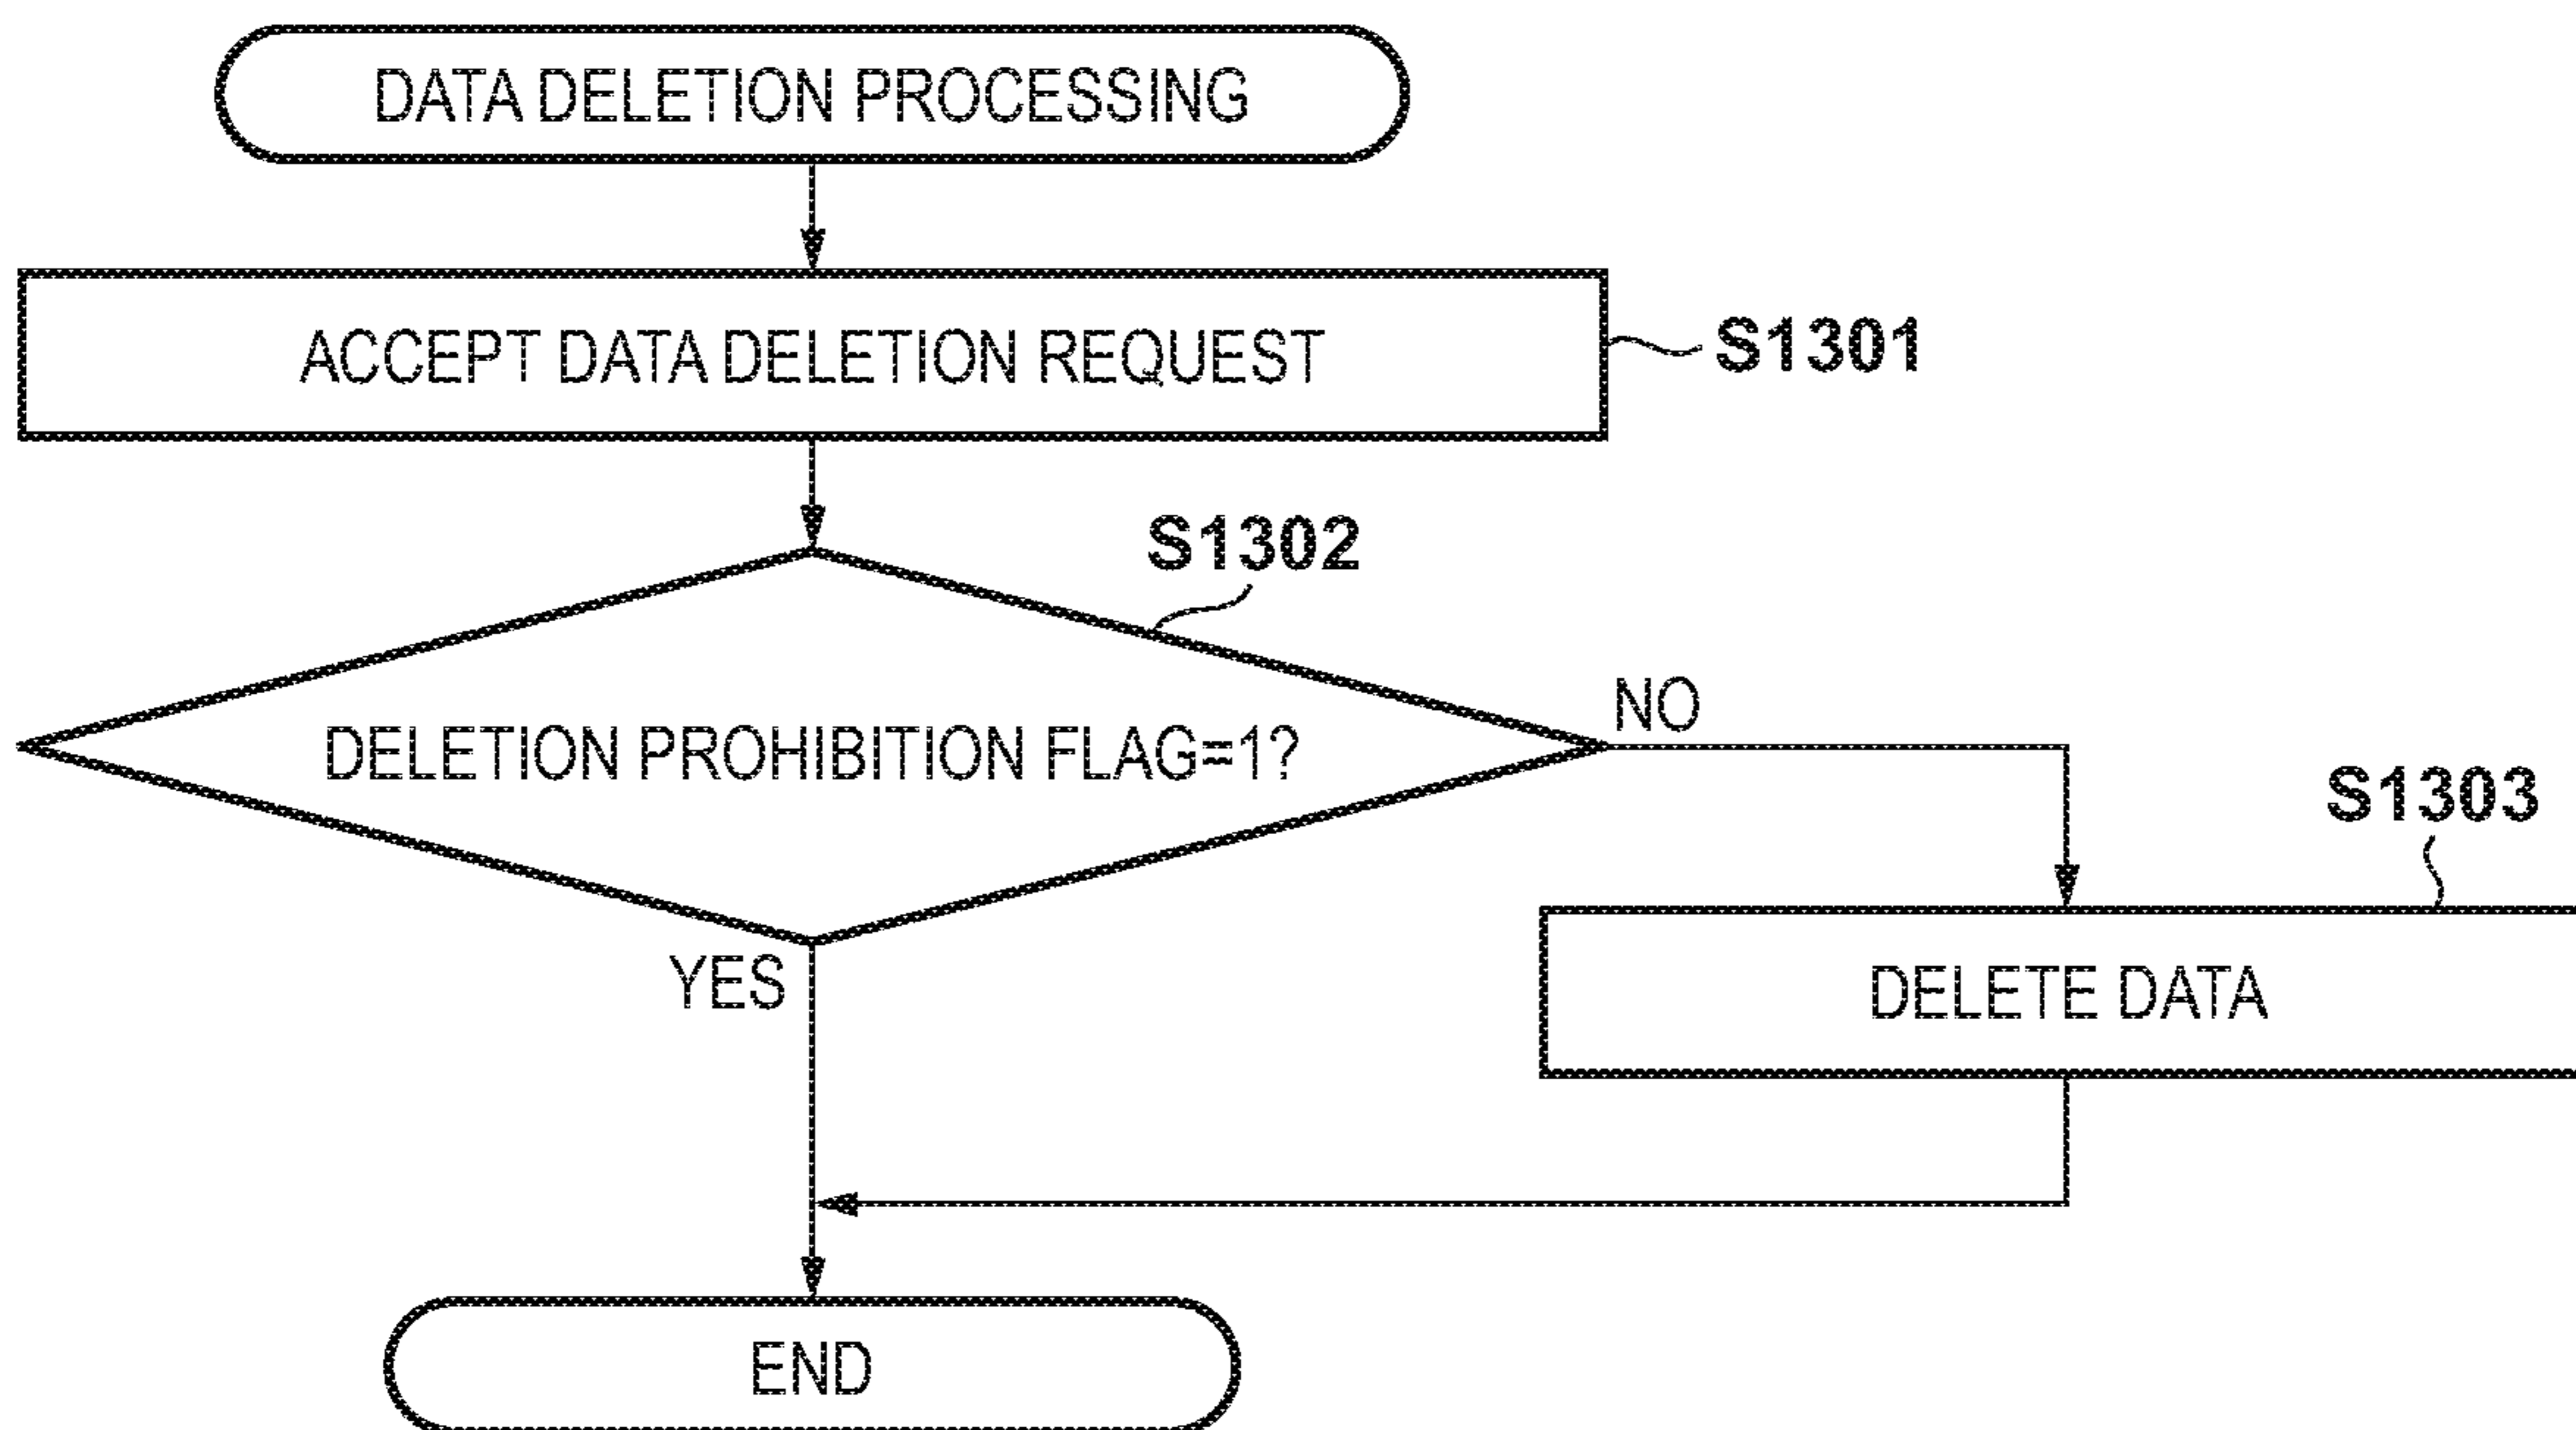 DATA DELETION PROCESSING
ACCEPT DATA DELETION REQUEST
S1301
S1302
DELETION PROHIBITION FLAG=1?
NO
S1303
YES
DELETE DATA
END